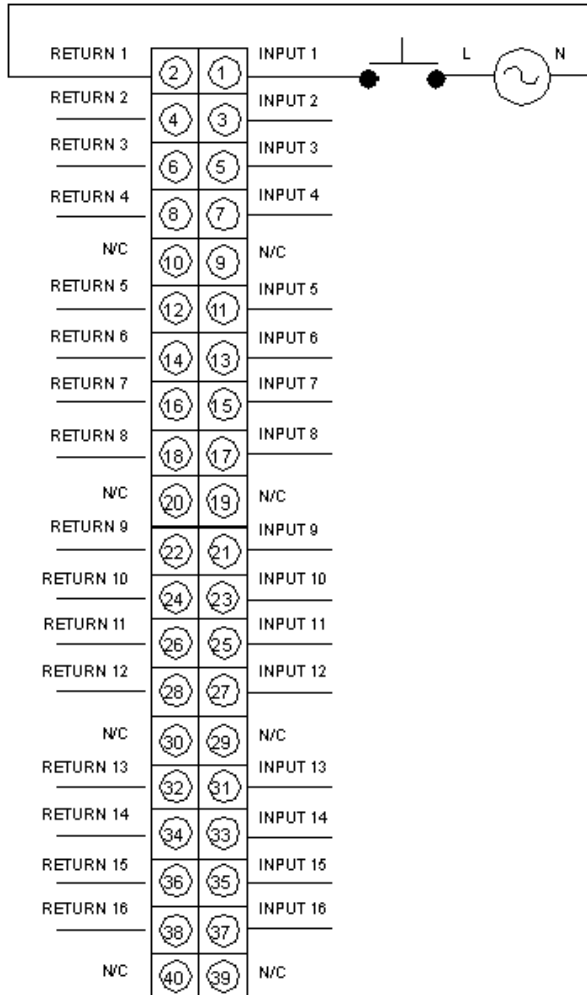 RETURN 1 2 1 INPUT 1 L N
RETURN 2 4 3 INPUT 2
RETURN 3 6 5 INPUT 3
RETURN 4 8 7 INPUT 4
N/C 10 9 N/C
RETURN 5 12 11 INPUT 5
RETURN 6 14 13 INPUT 6
RETURN 7 16 15 INPUT 7
RETURN 8 18 17 INPUT 8
N/C 20 19 N/C
RETURN 9 22 21 INPUT 9
RETURN 10 24 23 INPUT 10
RETURN 11 26 25 INPUT 11
RETURN 12 28 27 INPUT 12
N/C 30 29 N/C
RETURN 13 32 31 INPUT 13
RETURN 14 34 33 INPUT 14
RETURN 15 36 35 INPUT 15
RETURN 16 38 37 INPUT 16
N/C 40 39 N/C